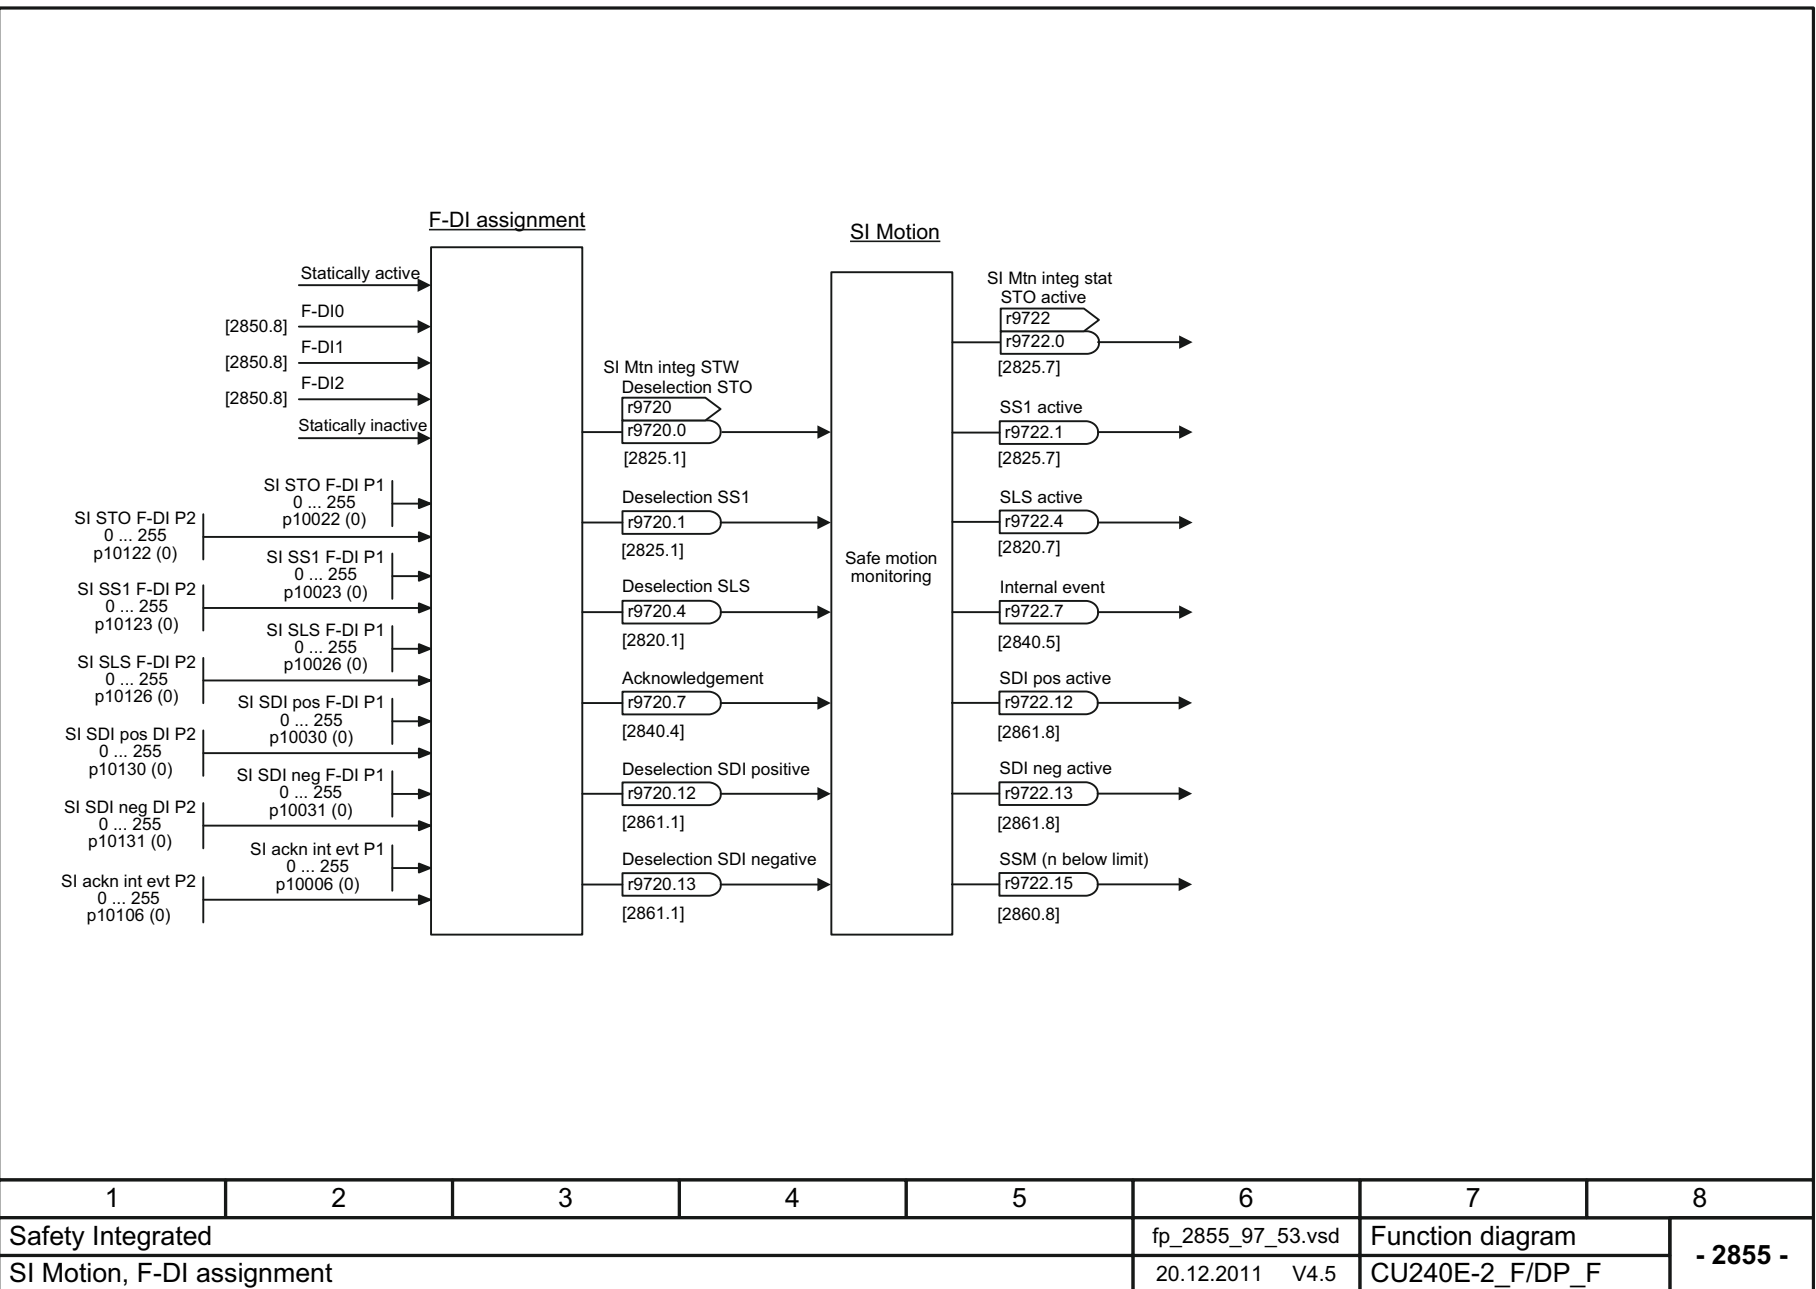 F-DI assignment
Statically active
F-DI0
[2850.8]
F-DI1
[2850.8]
F-DI2
[2850.8]
Statically inactive
SI STO F-DI P1
0 ... 255
p10022 (0)
SI STO F-DI P2
0 ... 255
p10122 (0)
SI SS1 F-DI P1
0 ... 255
p10023 (0)
SI SS1 F-DI P2
0 ... 255
p10123 (0)
SI SLS F-DI P1
0 ... 255
p10026 (0)
SI SLS F-DI P2
0 ... 255
p10126 (0)
SI SDI pos F-DI P1
0 ... 255
p10030 (0)
SI SDI pos DI P2
0 ... 255
p10130 (0)
SI SDI neg F-DI P1
0 ... 255
p10031 (0)
SI SDI neg DI P2
0 ... 255
p10131 (0)
SI ackn int evt P1
0 ... 255
p10006 (0)
SI ackn int evt P2
0 ... 255
p10106 (0)
SI Mtn integ STW
Deselection STO
r9720
r9720.0
[2825.1]
Deselection SS1
r9720.1
[2825.1]
Deselection SLS
r9720.4
[2820.1]
Acknowledgement
r9720.7
[2840.4]
Deselection SDI positive
r9720.12
[2861.1]
Deselection SDI negative
r9720.13
[2861.1]
SI Motion
Safe motion
monitoring
SI Mtn integ stat
STO active
r9722
r9722.0
[2825.7]
SS1 active
r9722.1
[2825.7]
SLS active
r9722.4
[2820.7]
Internal event
r9722.7
[2840.5]
SDI pos active
r9722.12
[2861.8]
SDI neg active
r9722.13
[2861.8]
SSM (n below limit)
r9722.15
[2860.8]
1 2 3 4 5 6 7 8
Safety Integrated
fp_2855_97_53.vsd
Function diagram
- 2855 -
SI Motion, F-DI assignment
20.12.2011 V4.5
CU240E-2_F/DP_F